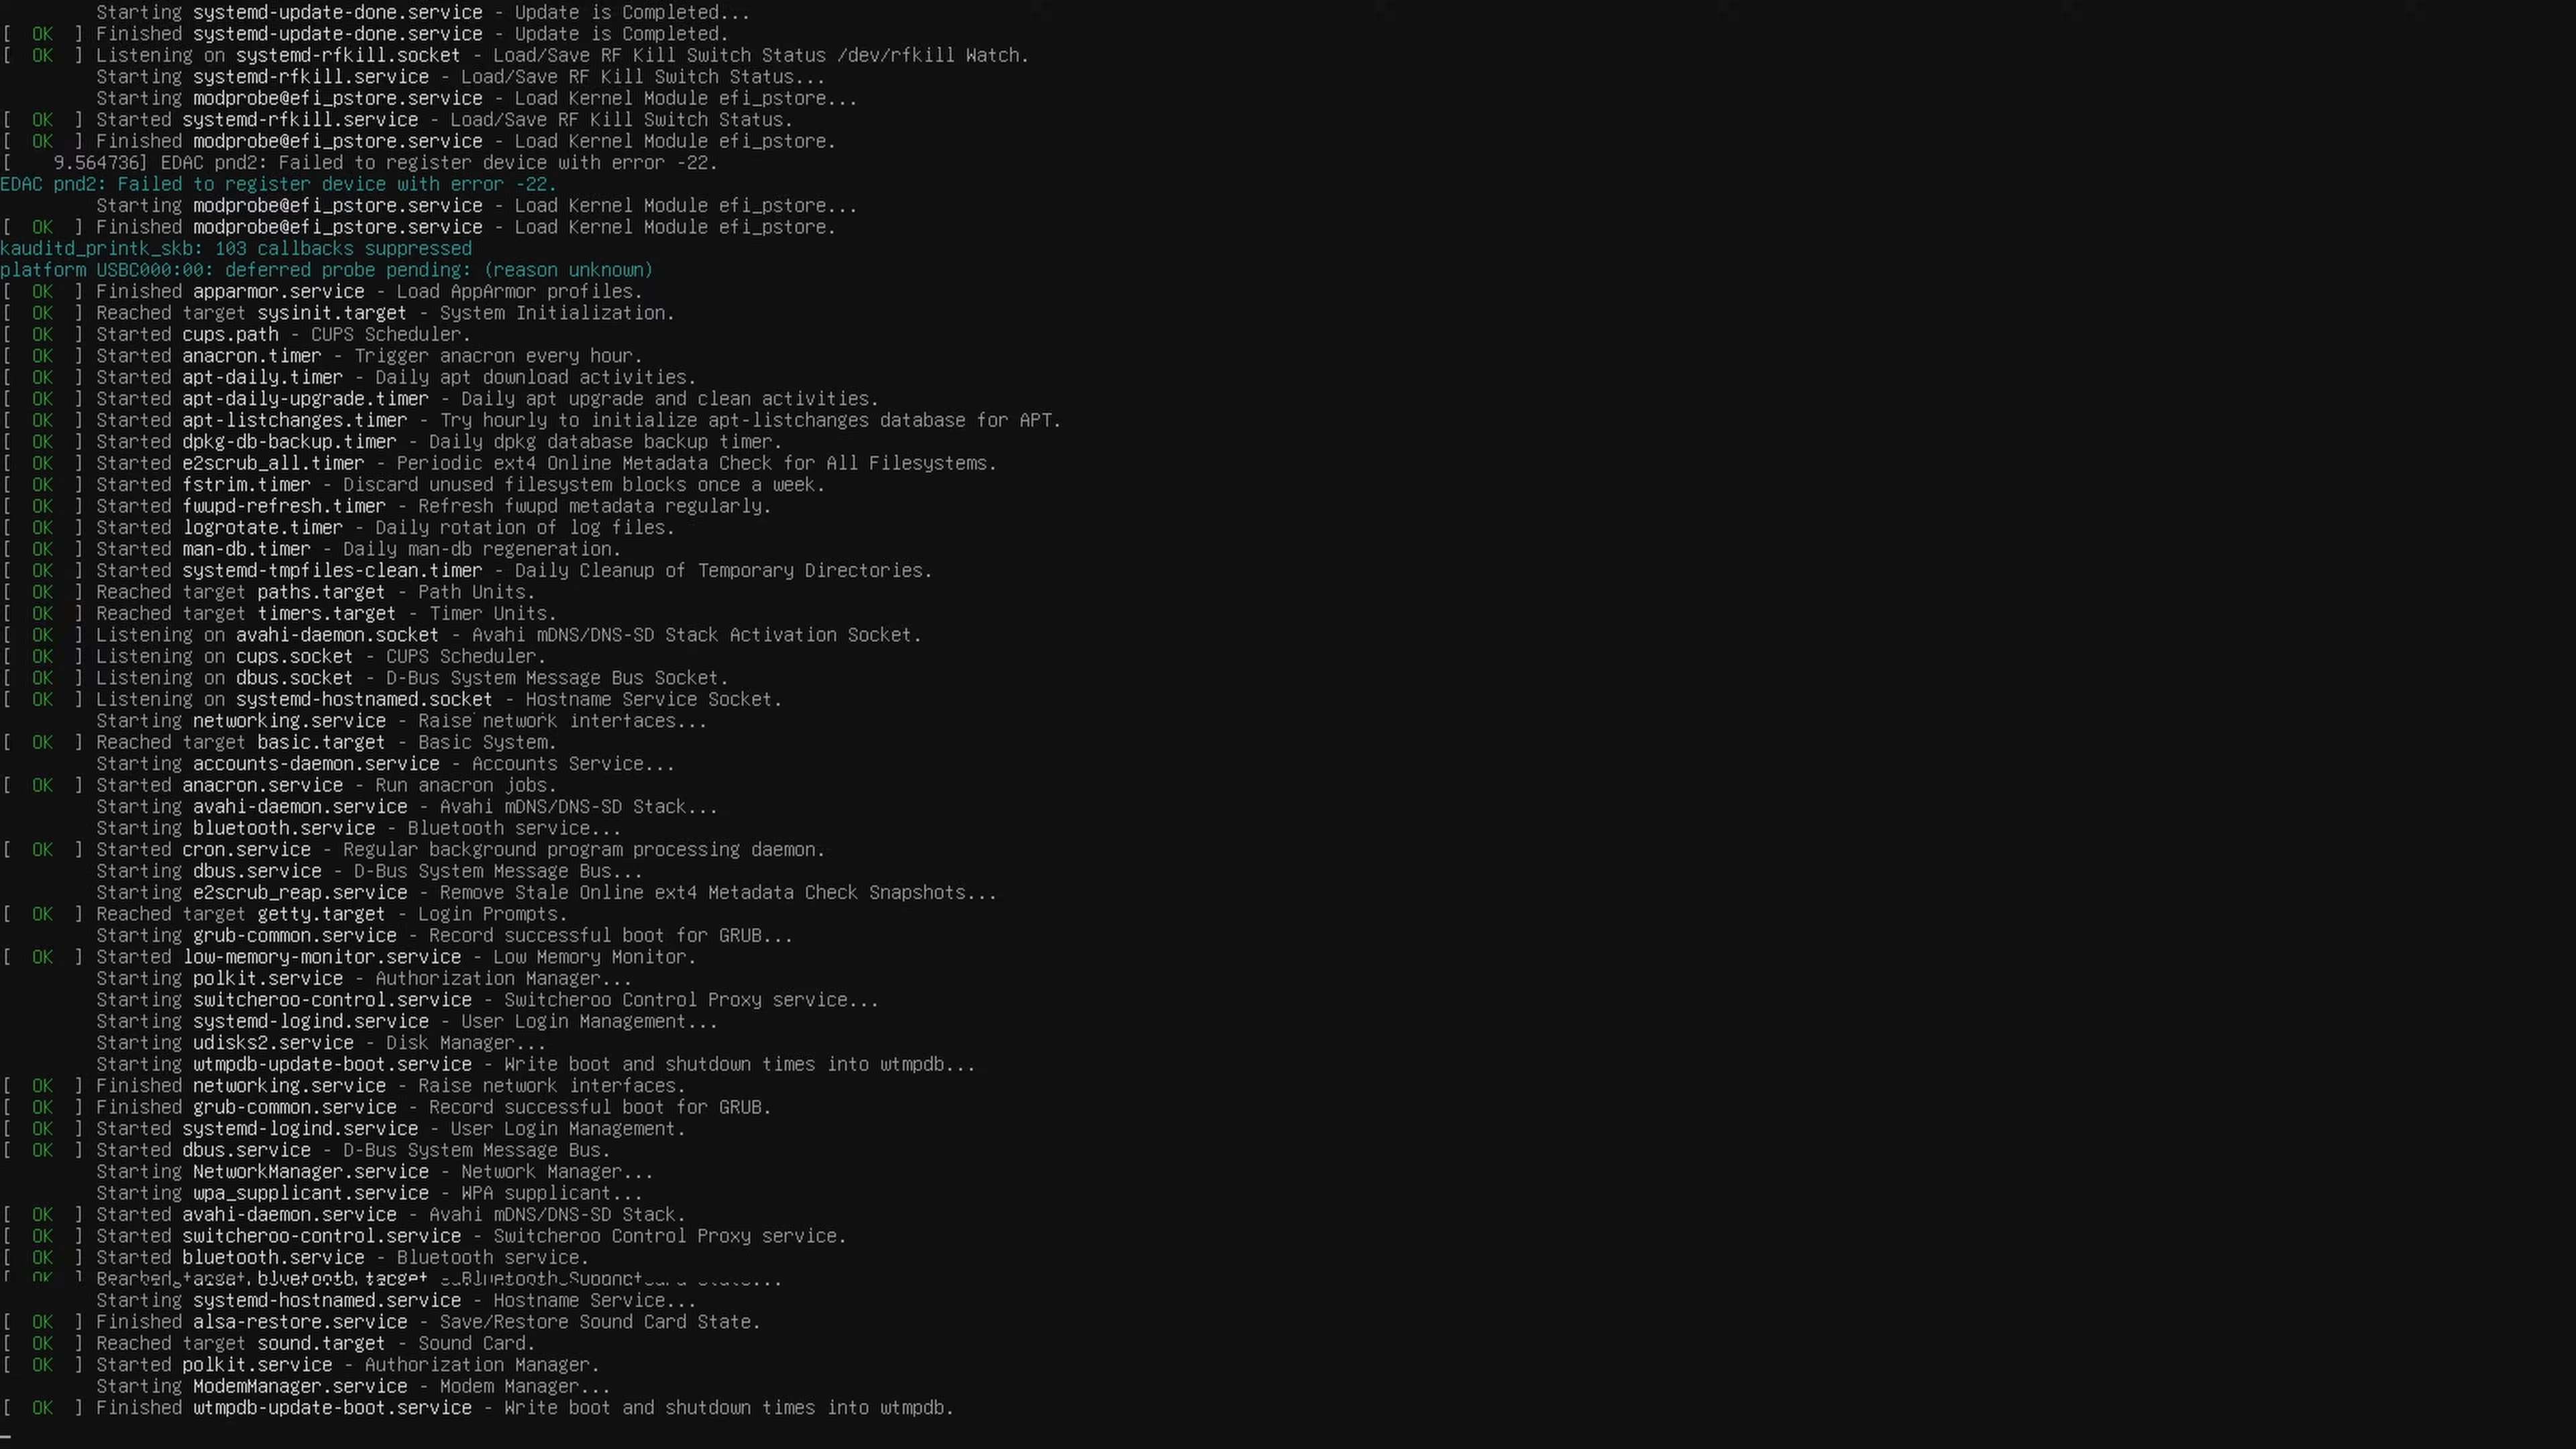 Starting systemd-update-done.service - Update is Completed...
[  OK  ] Finished systemd-update-done.service - Update is Completed.
[  OK  ] Listening on systemd-rfkill.socket - Load/Save RF Kill Switch Status /dev/rfkill Watch.
         Starting systemd-rfkill.service - Load/Save RF Kill Switch Status...
         Starting modprobe@efi_pstore.service - Load Kernel Module efi_pstore...
[  OK  ] Started systemd-rfkill.service - Load/Save RF Kill Switch Status.
[  OK  ] Finished modprobe@efi_pstore.service - Load Kernel Module efi_pstore.
[    9.564736] EDAC pnd2: Failed to register device with error -22.
EDAC pnd2: Failed to register device with error -22.
         Starting modprobe@efi_pstore.service - Load Kernel Module efi_pstore...
[  OK  ] Finished modprobe@efi_pstore.service - Load Kernel Module efi_pstore.
kauditd_printk_skb: 103 callbacks suppressed
platform USBC000:00: deferred probe pending: (reason unknown)
[  OK  ] Finished apparmor.service - Load AppArmor profiles.
[  OK  ] Reached target sysinit.target - System Initialization.
[  OK  ] Started cups.path - CUPS Scheduler.
[  OK  ] Started anacron.timer - Trigger anacron every hour.
[  OK  ] Started apt-daily.timer - Daily apt download activities.
[  OK  ] Started apt-daily-upgrade.timer - Daily apt upgrade and clean activities.
[  OK  ] Started apt-listchanges.timer - Try hourly to initialize apt-listchanges database for APT.
[  OK  ] Started dpkg-db-backup.timer - Daily dpkg database backup timer.
[  OK  ] Started e2scrub_all.timer - Periodic ext4 Online Metadata Check for All Filesystems.
[  OK  ] Started fstrim.timer - Discard unused filesystem blocks once a week.
[  OK  ] Started fwupd-refresh.timer - Refresh fwupd metadata regularly.
[  OK  ] Started logrotate.timer - Daily rotation of log files.
[  OK  ] Started man-db.timer - Daily man-db regeneration.
[  OK  ] Started systemd-tmpfiles-clean.timer - Daily Cleanup of Temporary Directories.
[  OK  ] Reached target paths.target - Path Units.
[  OK  ] Reached target timers.target - Timer Units.
[  OK  ] Listening on avahi-daemon.socket - Avahi mDNS/DNS-SD Stack Activation Socket.
[  OK  ] Listening on cups.socket - CUPS Scheduler.
[  OK  ] Listening on dbus.socket - D-Bus System Message Bus Socket.
[  OK  ] Listening on systemd-hostnamed.socket - Hostname Service Socket.
         Starting networking.service - Raise network interfaces...
[  OK  ] Reached target basic.target - Basic System.
         Starting accounts-daemon.service - Accounts Service...
[  OK  ] Started anacron.service - Run anacron jobs.
         Starting avahi-daemon.service - Avahi mDNS/DNS-SD Stack...
         Starting bluetooth.service - Bluetooth service...
[  OK  ] Started cron.service - Regular background program processing daemon.
         Starting dbus.service - D-Bus System Message Bus...
         Starting e2scrub_reap.service - Remove Stale Online ext4 Metadata Check Snapshots...
[  OK  ] Reached target getty.target - Login Prompts.
         Starting grub-common.service - Record successful boot for GRUB...
[  OK  ] Started low-memory-monitor.service - Low Memory Monitor.
         Starting polkit.service - Authorization Manager...
         Starting switcheroo-control.service - Switcheroo Control Proxy service...
         Starting systemd-logind.service - User Login Management...
         Starting udisks2.service - Disk Manager...
         Starting wtmpdb-update-boot.service - Write boot and shutdown times into wtmpdb...
[  OK  ] Finished networking.service - Raise network interfaces.
[  OK  ] Finished grub-common.service - Record successful boot for GRUB.
[  OK  ] Started systemd-logind.service - User Login Management.
[  OK  ] Started dbus.service - D-Bus System Message Bus.
         Starting NetworkManager.service - Network Manager...
         Starting wpa_supplicant.service - WPA supplicant...
[  OK  ] Started avahi-daemon.service - Avahi mDNS/DNS-SD Stack.
[  OK  ] Started switcheroo-control.service - Switcheroo Control Proxy service.
[  OK  ] Started bluetooth.service - Bluetooth service.
[  OK  ] Reached target bluetooth.target -
         Starting systemd-hostnamed.service - Hostname Service...
[  OK  ] Finished alsa-restore.service - Save/Restore Sound Card State.
[  OK  ] Reached target sound.target - Sound Card.
[  OK  ] Started polkit.service - Authorization Manager.
         Starting ModemManager.service - Modem Manager...
[  OK  ] Finished wtmpdb-update-boot.service - Write boot and shutdown times into wtmpdb.